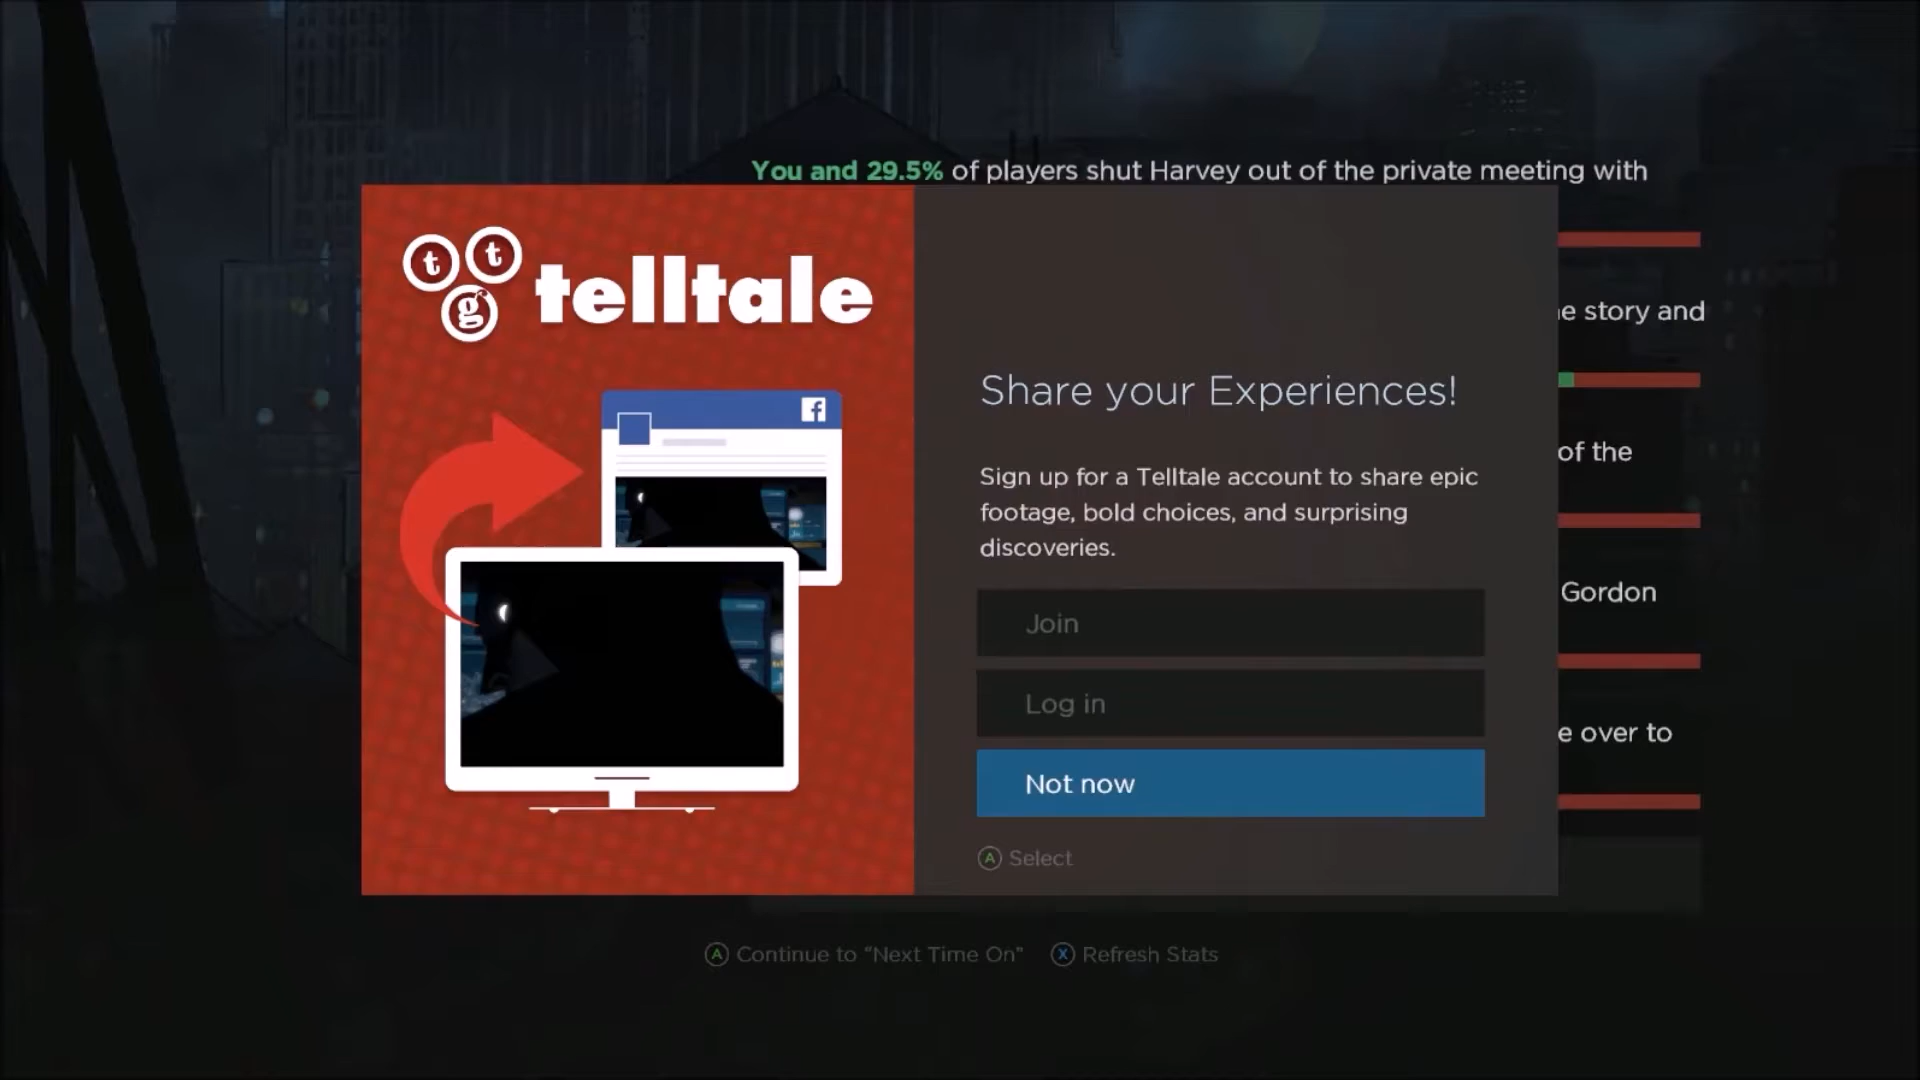 You and 29.5% of players shut Harvey out of the private meeting with
t t g telltale
f
Share your Experiences!
Sign up for a Telltale account to share epic
footage, bold choices, and surprising
discoveries.
Join
Log in
Not now
A Select
story and
of the
Gordon
over to
A Continue to “Next Time On” X Refresh Stats